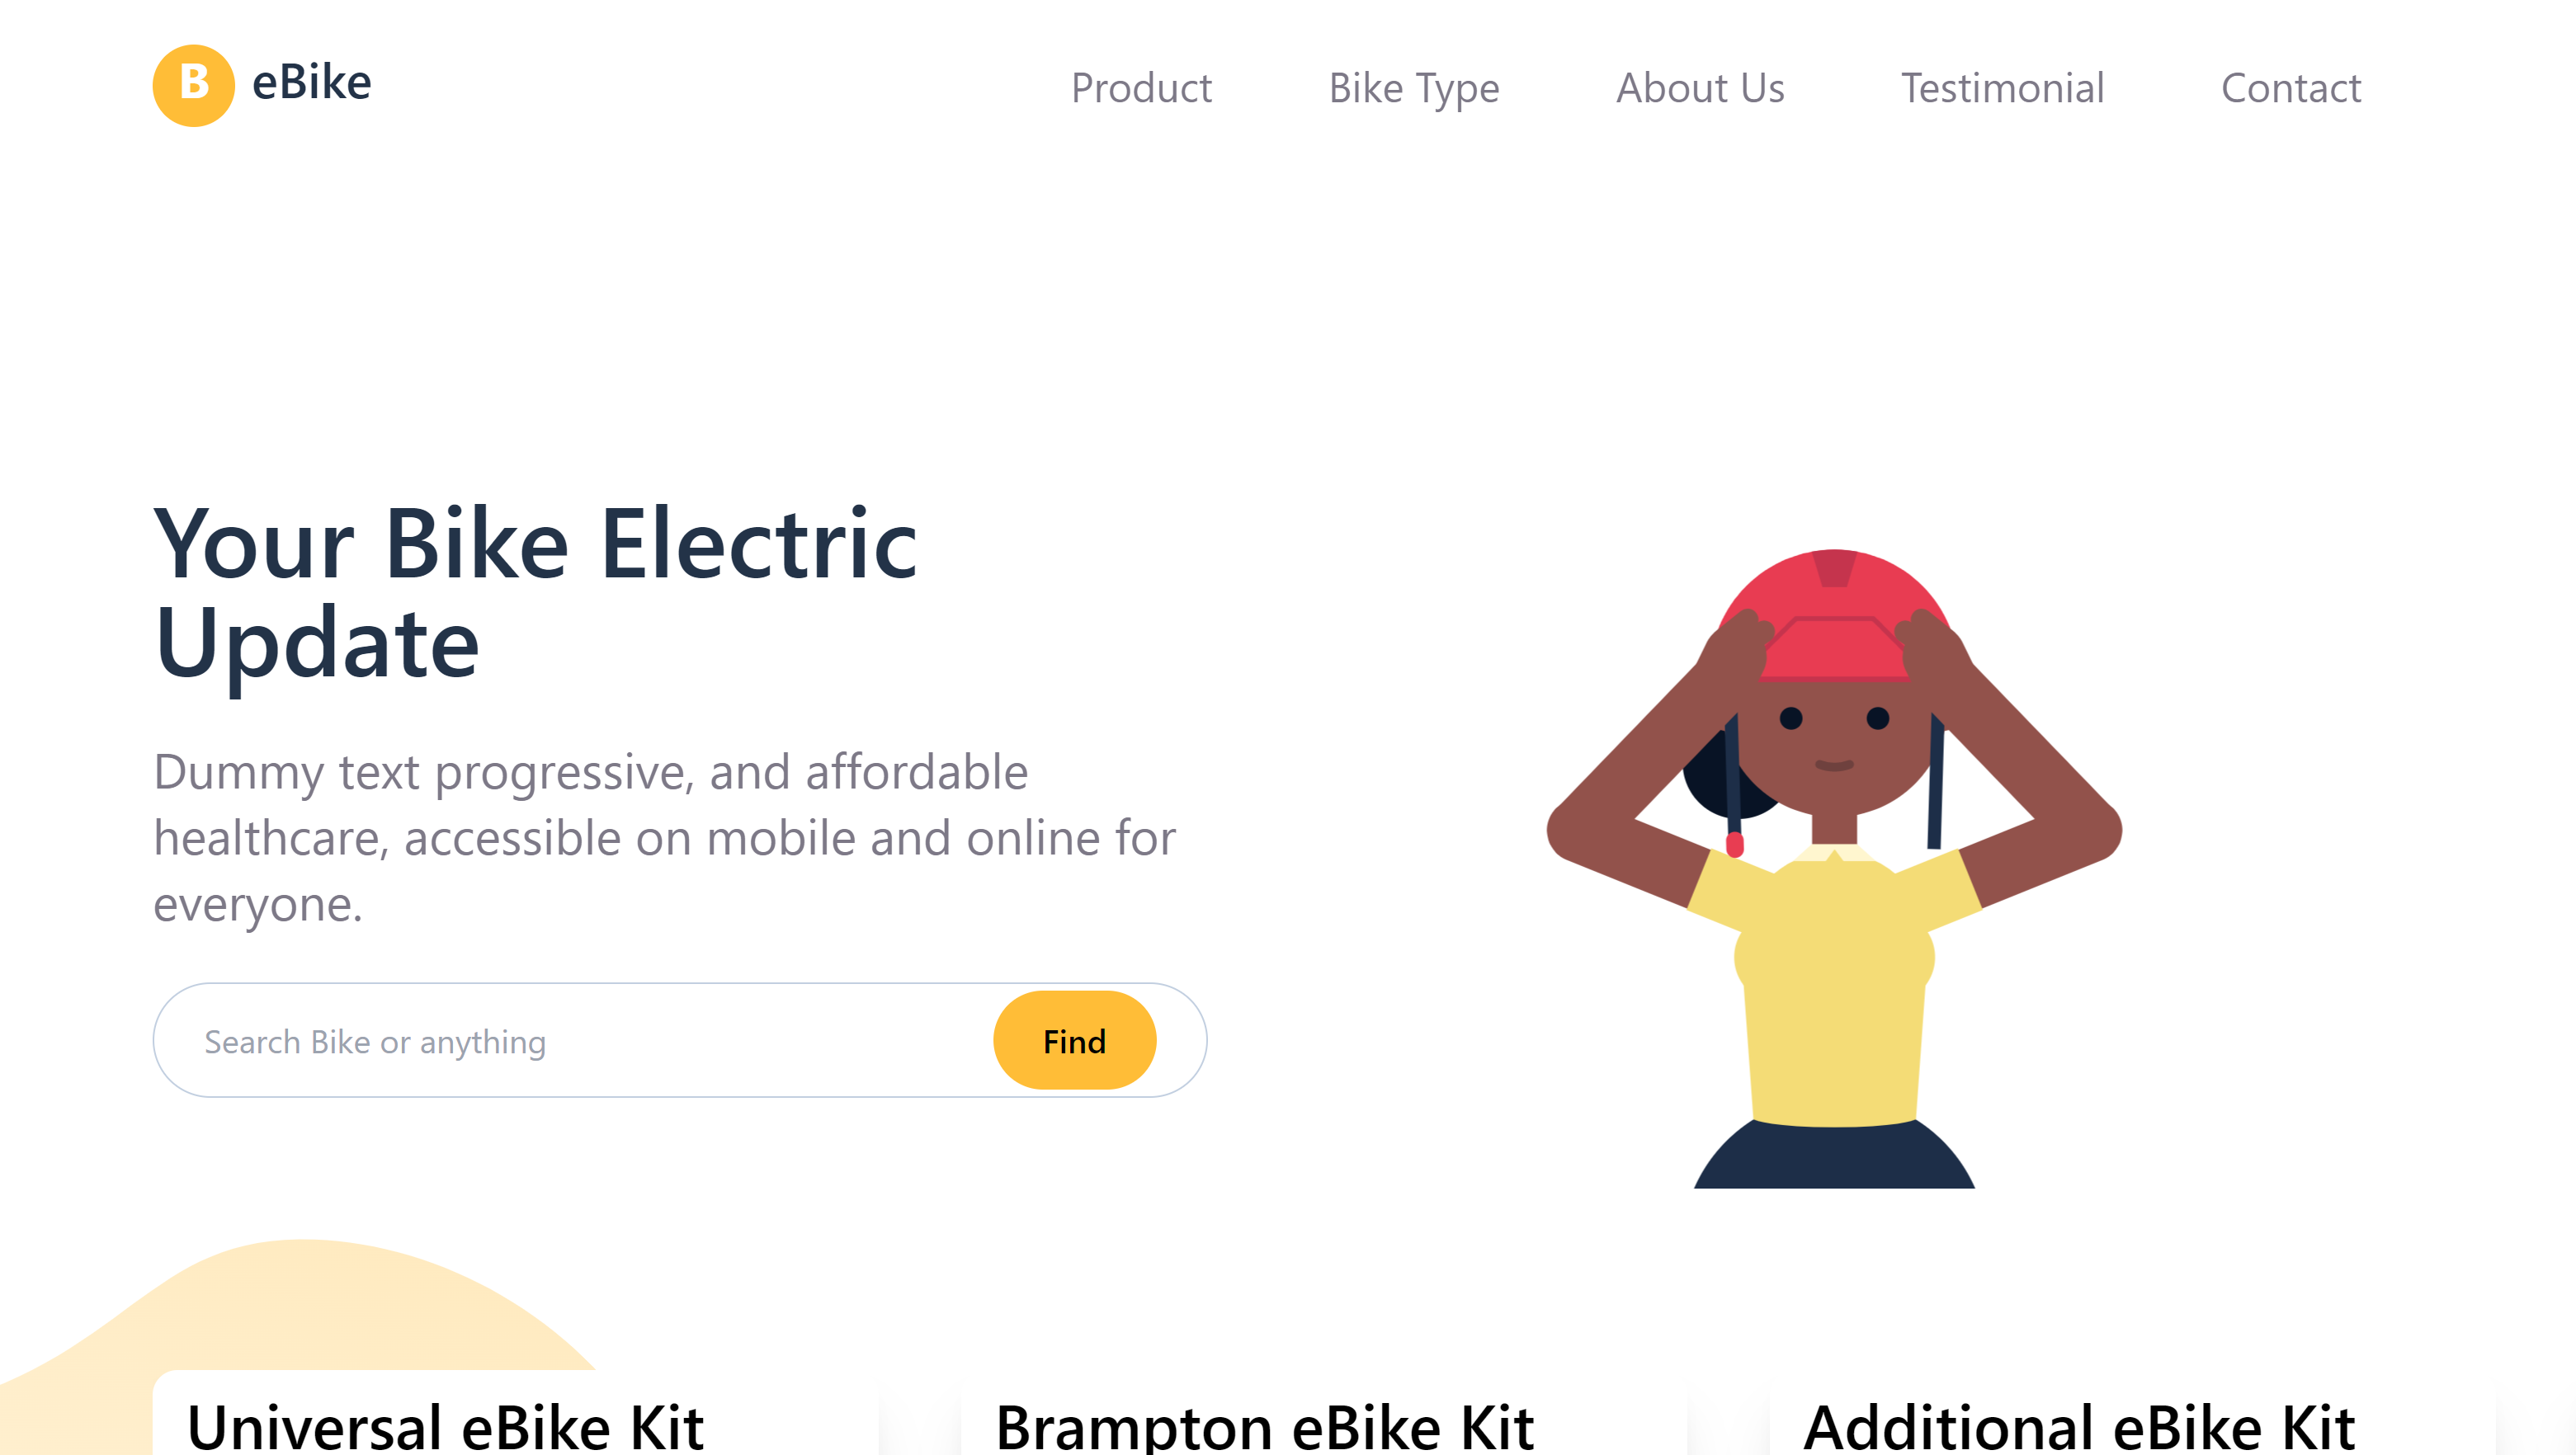 B eBike
Product Bike Type About Us Testimonial Contact
Your Bike Electric
Update
Dummy text progressive, and affordable
healthcare, accessible on mobile and online for
everyone.
Search Bike or anything Find
Universal eBike Kit Brampton eBike Kit Additional eBike Kit